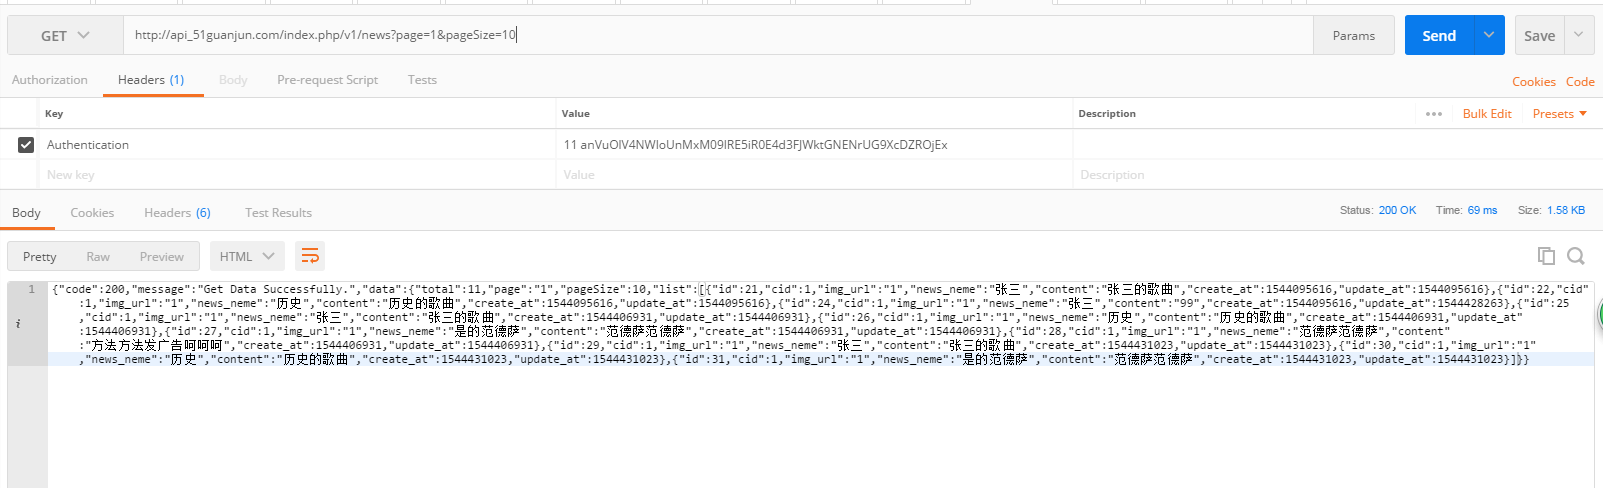 GET
http://api_51guanjun.com/index.php/v1/news?page=1&pageSize=10
Params
Send
Save
Authorization
Headers (1)
Body
Pre-request Script
Tests
Cookies
Code
Key
Value
Description
Bulk Edit
Presets
Authentication
11 anVuOlV4NWloUnMxM09lRE5iR0E4d3FJWktGNENrUG9XcDZROjEx
New key
Value
Description
Body
Cookies
Headers (6)
Test Results
Status: 200 OK
Time: 69 ms
Size: 1.58 KB
Pretty
Raw
Preview
HTML
1
{"code":200,"message":"Get Data Successfully.","data":{"total":11,"page":"1","pageSize":10,"list":[{"id":21,"cid":1,"img_url":"1","news_neme":"张三","content":"张三的歌曲","create_at":1544095616,"update_at":1544095616},{"id":22,"cid"
:1,"img_url":"1","news_neme":"历史","content":"历史的歌曲","create_at":1544095616,"update_at":1544095616},{"id":24,"cid":1,"img_url":"1","news_neme":"张三","content":"99","create_at":1544095616,"update_at":1544428263},{"id":25
,"cid":1,"img_url":"1","news_neme":"张三","content":"张三的歌曲","create_at":1544406931,"update_at":1544406931},{"id":26,"cid":1,"img_url":"1","news_neme":"历史","content":"历史的歌曲","create_at":1544406931,"update_at"
:1544406931},{"id":27,"cid":1,"img_url":"1","news_neme":"是的范德萨","content":"范德萨范德萨","create_at":1544406931,"update_at":1544406931},{"id":28,"cid":1,"img_url":"1","news_neme":"范德萨范德萨","content"
:"方法方法发广告呵呵呵","create_at":1544406931,"update_at":1544406931},{"id":29,"cid":1,"img_url":"1","news_neme":"张三","content":"张三的歌曲","create_at":1544431023,"update_at":1544431023},{"id":30,"cid":1,"img_url":"1"
,"news_neme":"历史","content":"历史的歌曲","create_at":1544431023,"update_at":1544431023},{"id":31,"cid":1,"img_url":"1","news_neme":"是的范德萨","content":"范德萨范德萨","create_at":1544431023,"update_at":1544431023}]}}